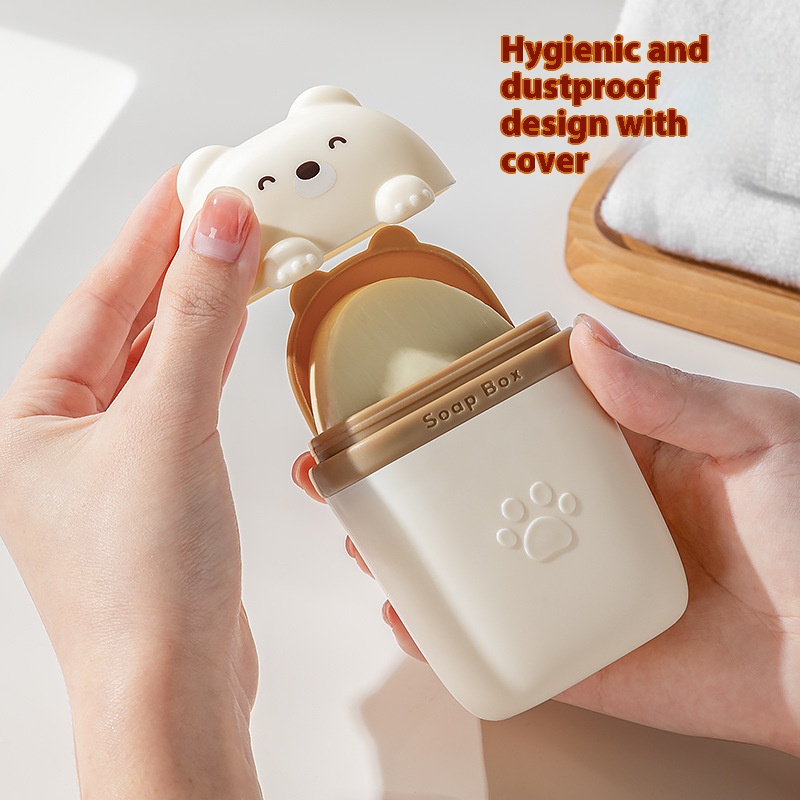 Hygienic and
dustproof
design with
cover
Soap Box